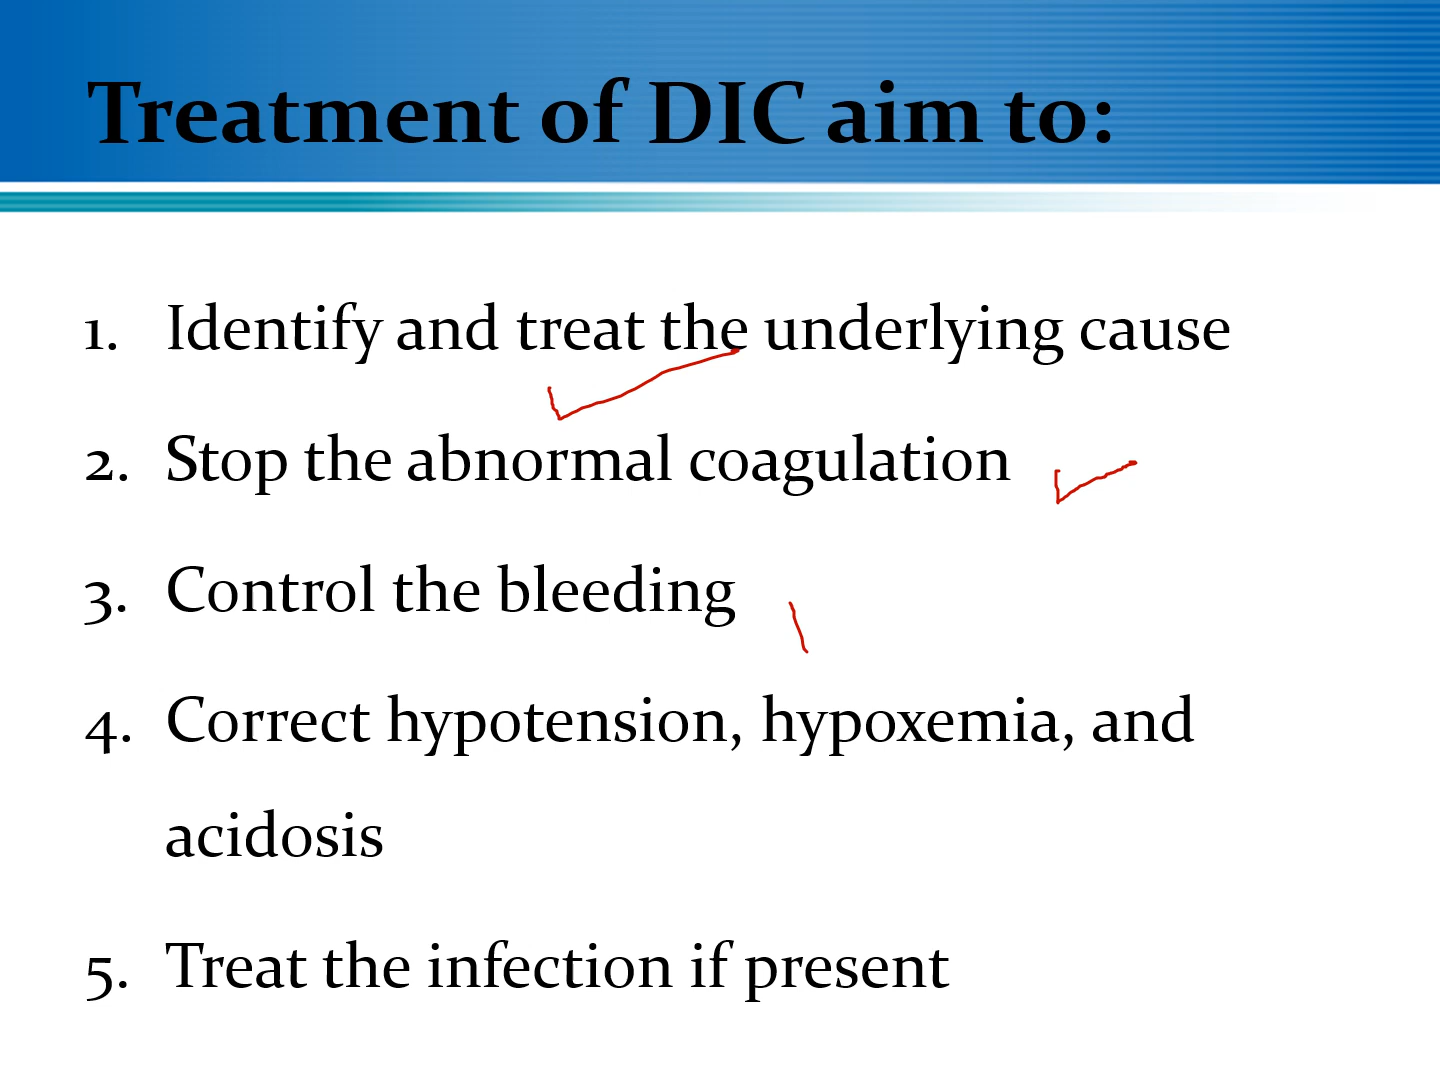 Treatment of DIC aim to:
1. Identify and treat the underlying cause
2. Stop the abnormal coagulation
3. Control the bleeding
4. Correct hypotension, hypoxemia, and
acidosis
5. Treat the infection if present